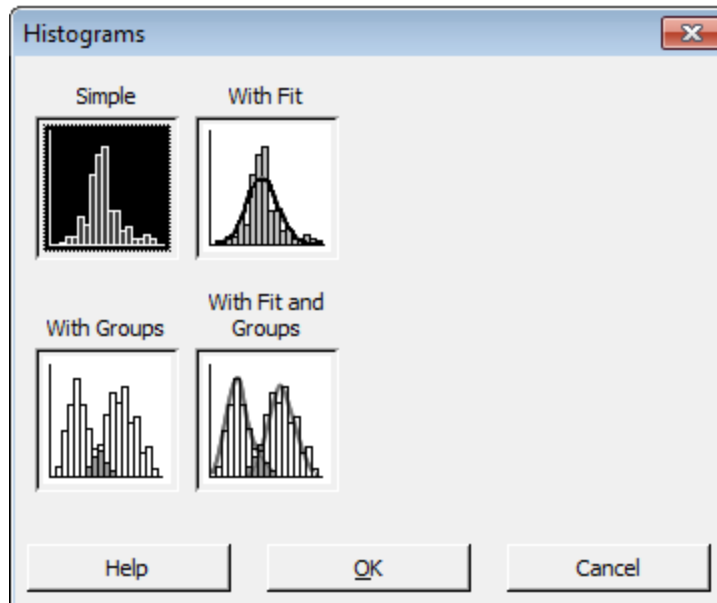 Histograms
Simple
With Fit
With Groups
With Fit and
Groups
Help
OK
Cancel